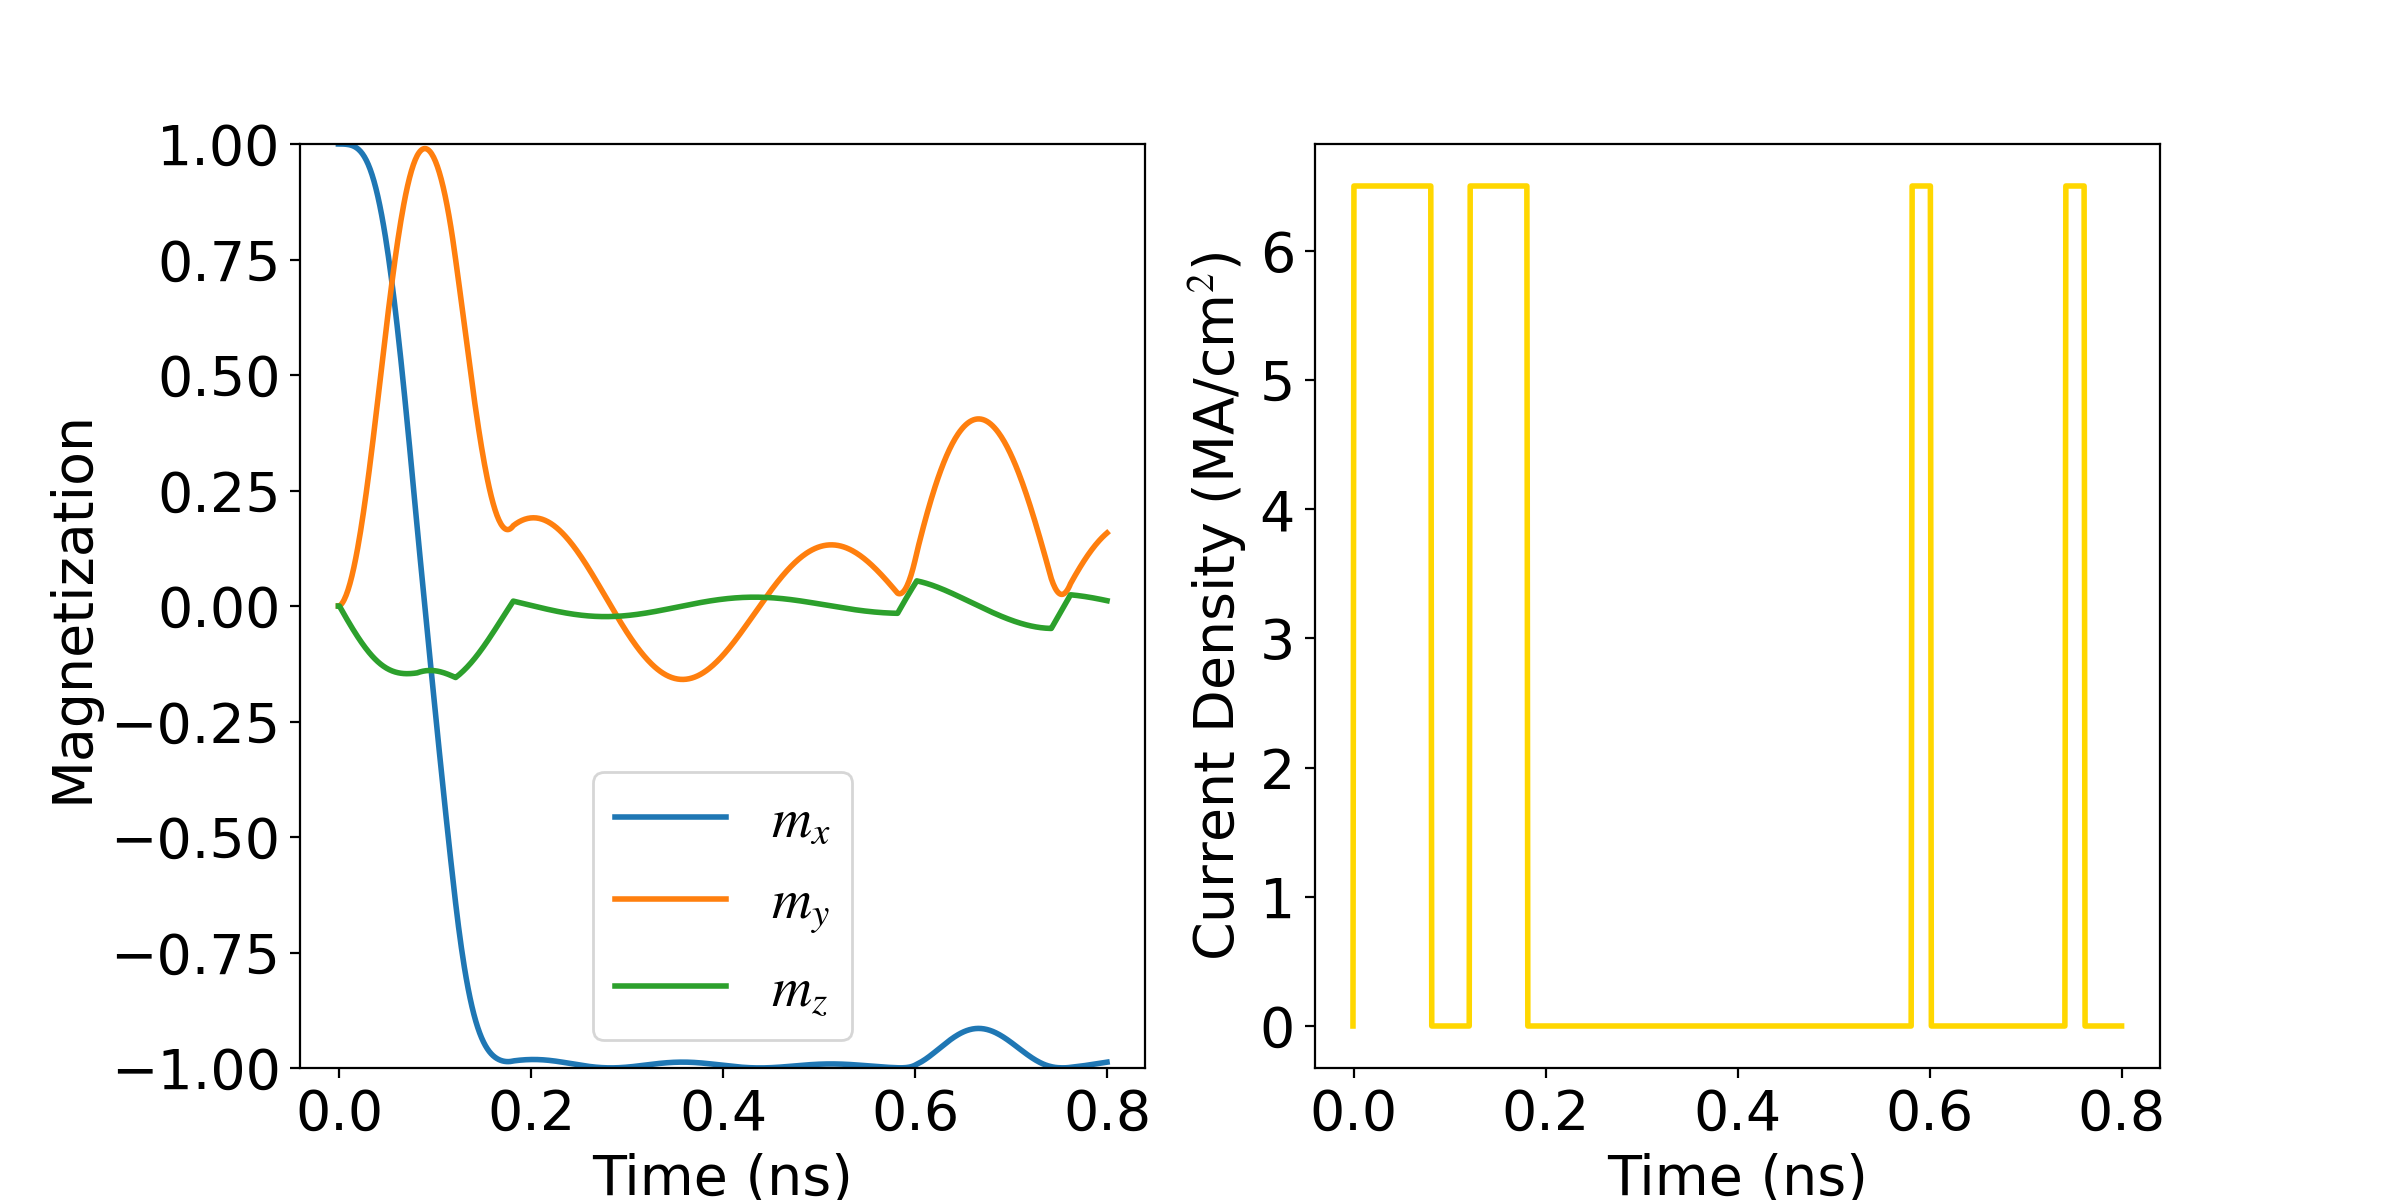 Magnetization
1.00
0.75
0.50
0.25
0.00
−0.25
−0.50
−0.75
−1.00
0.0 0.2 0.4 0.6 0.8
Time (ns)
m_x
m_y
m_z
Current Density (MA/cm²)
6
5
4
3
2
1
0
0.0 0.2 0.4 0.6 0.8
Time (ns)